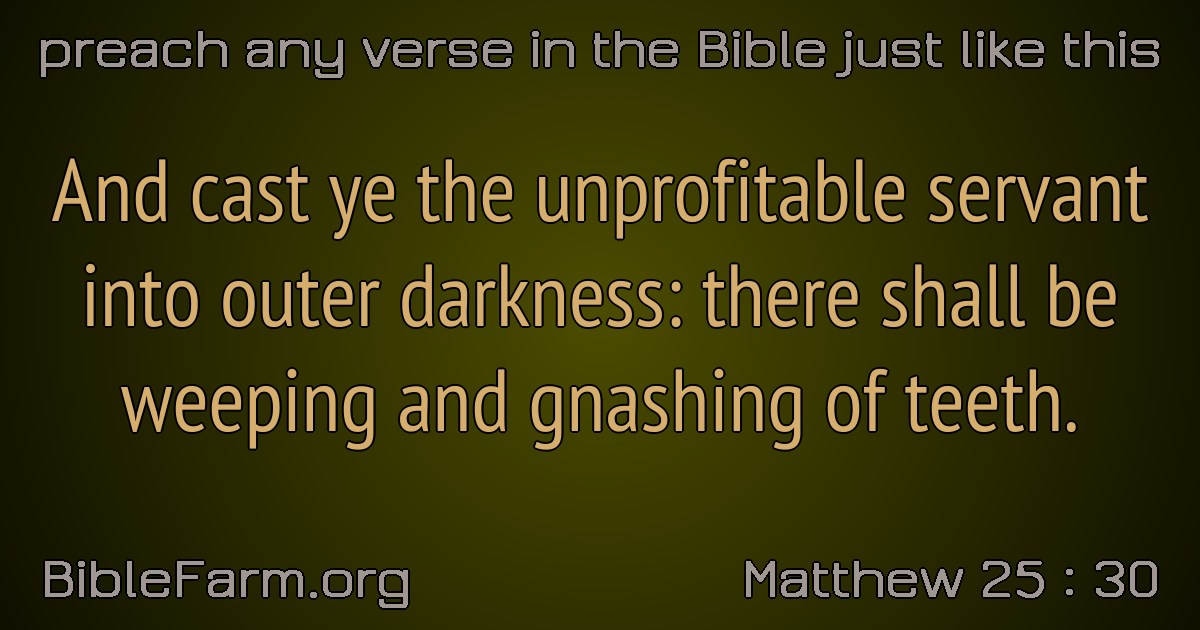 preach any verse in the Bible just like this
And cast ye the unprofitable servant
into outer darkness: there shall be
weeping and gnashing of teeth.
BibleFarm.org
Matthew 25 : 30